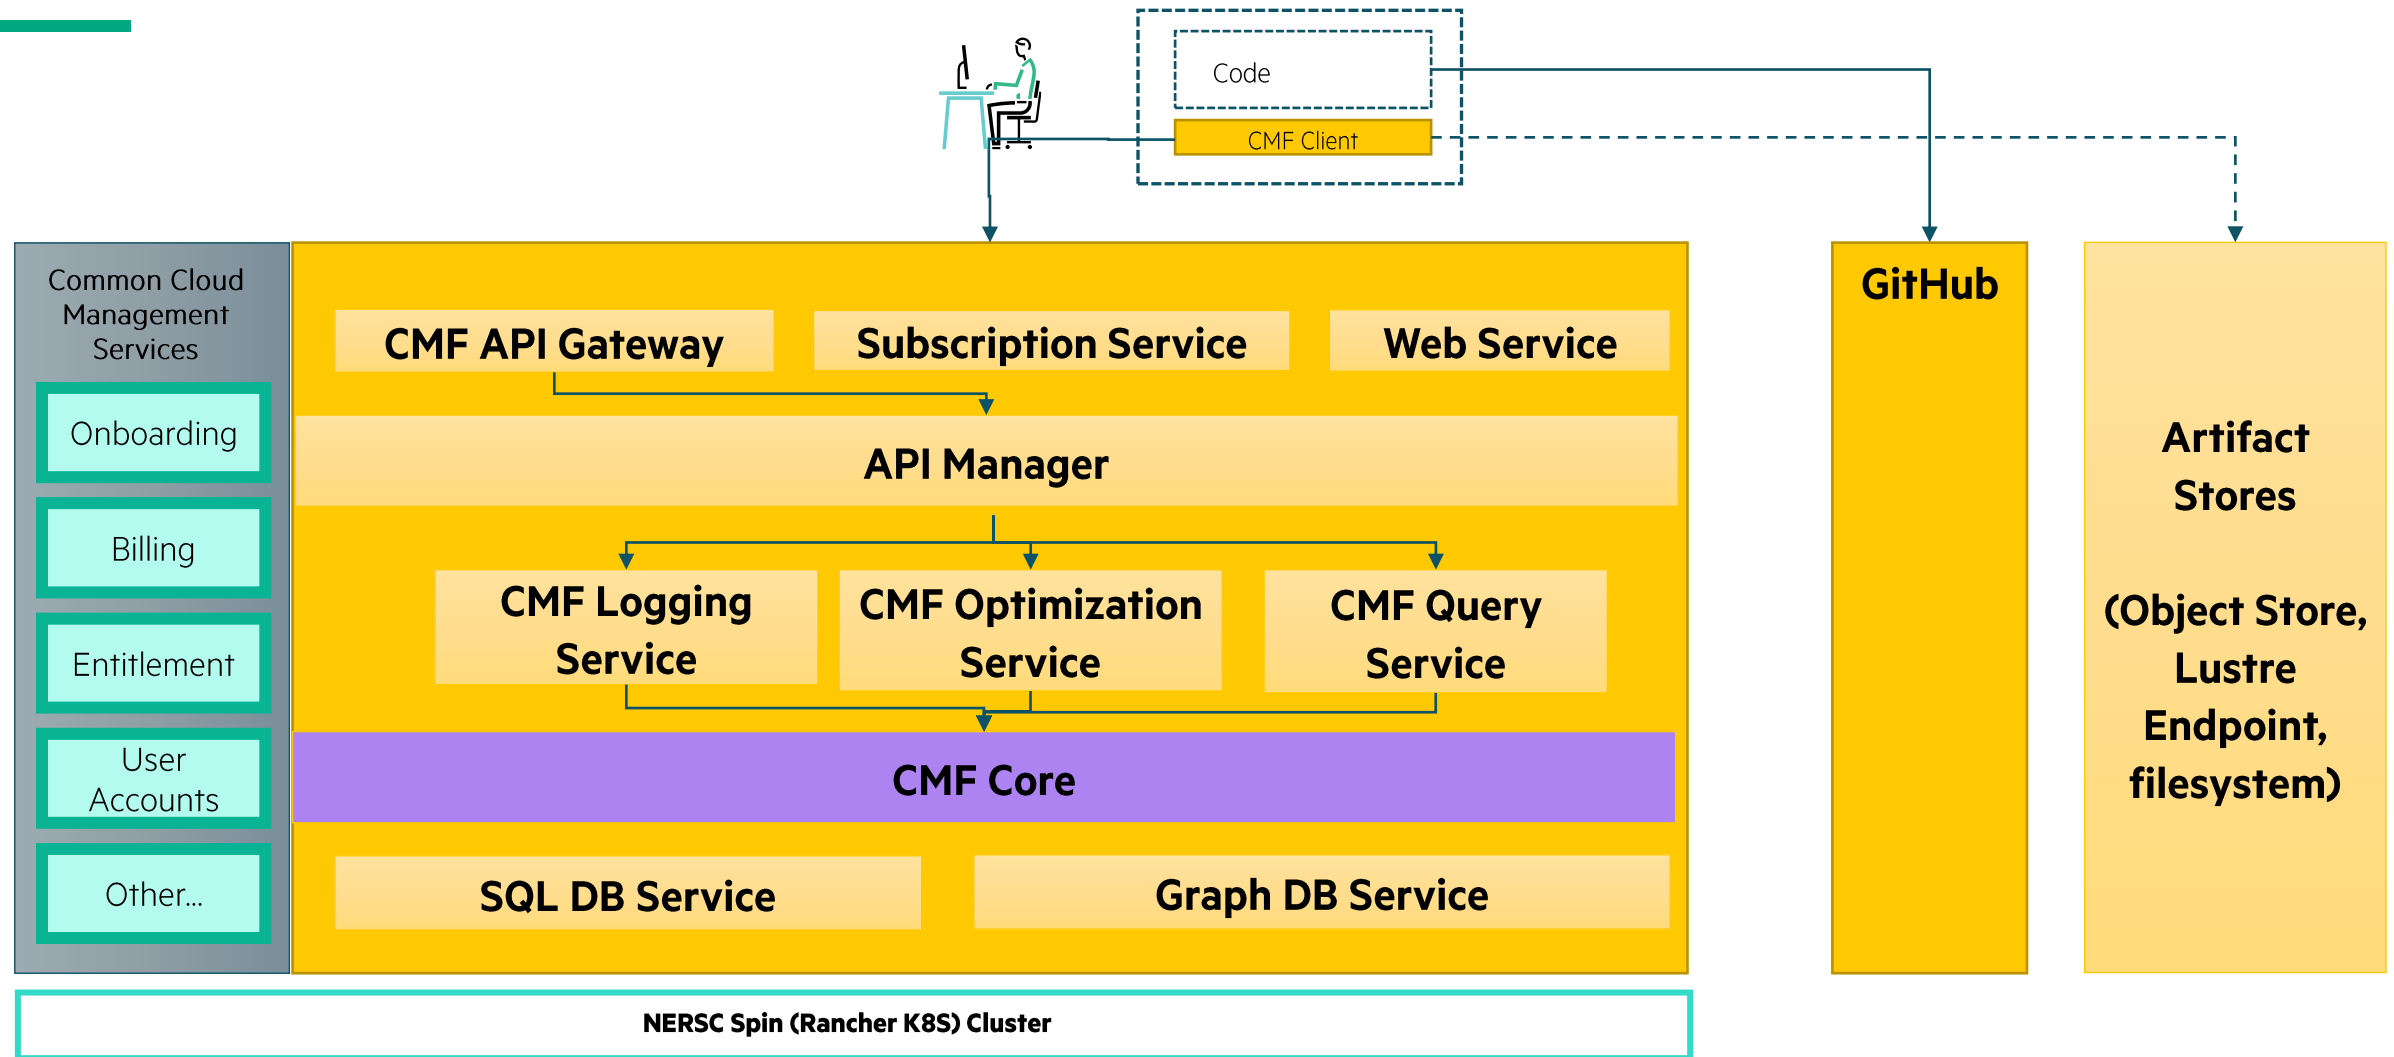 Code
CMF Client
Common Cloud
Management
Services
Onboarding
Billing
Entitlement
User
Accounts
Other...
CMF API Gateway
Subscription Service
Web Service
API Manager
CMF Logging
Service
CMF Optimization
Service
CMF Query
Service
CMF Core
SQL DB Service
Graph DB Service
GitHub
Artifact
Stores
(Object Store,
Lustre
Endpoint,
filesystem)
NERSC Spin (Rancher K8S) Cluster